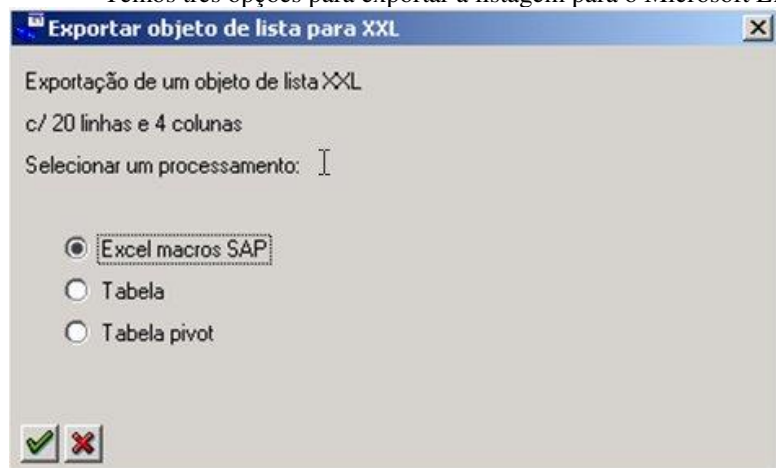 Temos três opções para exportar a listagem para o Microsoft
Exportar objeto de lista para XXL
Exportação de um objeto de lista XXL
c/ 20 linhas e 4 colunas
Selecionar um processamento:
Excel macros SAP
Tabela
Tabela pivot